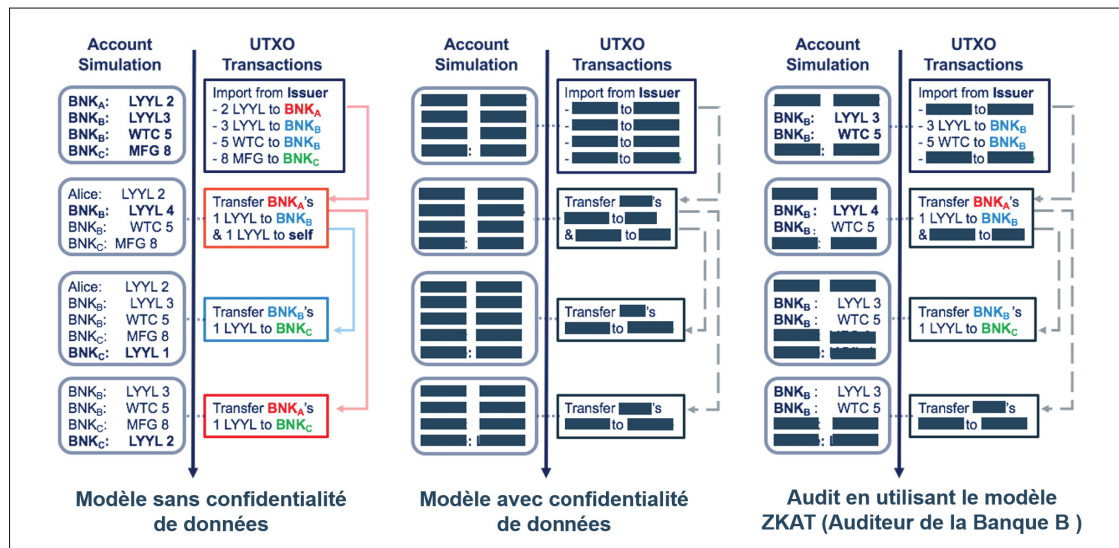 Account
Simulation
BNKA: LYYL 2
BNKB: LYYL3
BNKB: WTC 5
BNKC: MFG 8
Alice: LYYL 2
BNKB: LYYL 4
BNKB: WTC 5
BNKC: MFG 8
Alice: LYYL 2
BNKB: LYYL 3
BNKB: WTC 5
BNKC: MFG 8
BNKC: LYYL 1
BNKB: LYYL 3
BNKB: WTC 5
BNKC: MFG 8
BNKC: LYYL 2
UTXO
Transactions
Import from Issuer
- 2 LYYL to BNKA
- 3 LYYL to BNKB
- 5 WTC to BNKB
- 8 MFG to BNKC
Transfer BNKA's
1 LYYL to BNKB
& 1 LYYL to self
Transfer BNKB's
1 LYYL to BNKC
Transfer BNKA's
1 LYYL to BNKC
Modèle sans confidentialité
de données
Account
Simulation
:
:
:
:
UTXO
Transactions
Import from Issuer
- to
- to
- to
- to
Transfer 's
to
& to
Transfer 's
to
Transfer 's
to
Modèle avec confidentialité
de données
Account
Simulation
BNKB: LYYL 3
BNKB: WTC 5
:
BNKB : LYYL 4
BNKB : WTC 5
:
BNKB : LYYL 3
BNKB : WTC 5
:
BNKB : LYYL 3
BNKB : WTC 5
:
UTXO
Transactions
Import from Issuer
- to
- 3 LYYL to BNKB
- 5 WTC to BNKB
- to
Transfer BNKA's
1 LYYL to BNKB
& to
Transfer BNKB's
1 LYYL to BNKC
Transfer 's
to
Audit en utilisant le modèle
ZKAT (Auditeur de la Banque B )